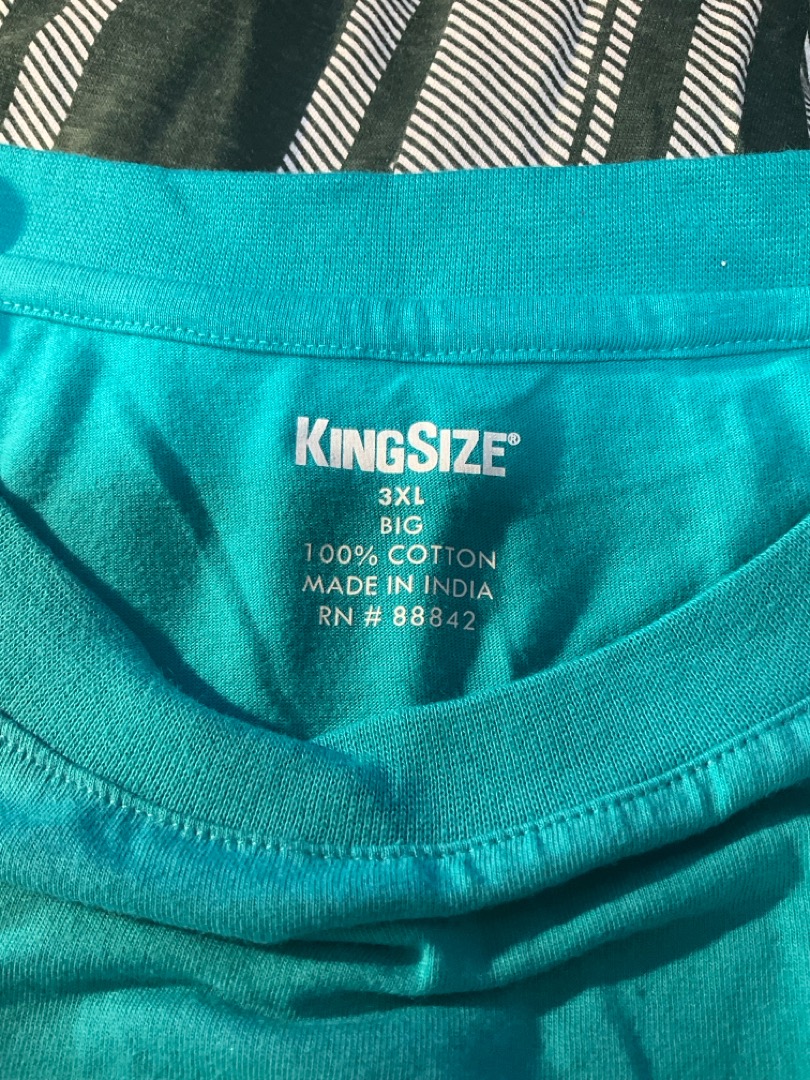 KINGSIZE®
3XL
BIG
100% COTTON
MADE IN INDIA
RN # 88842